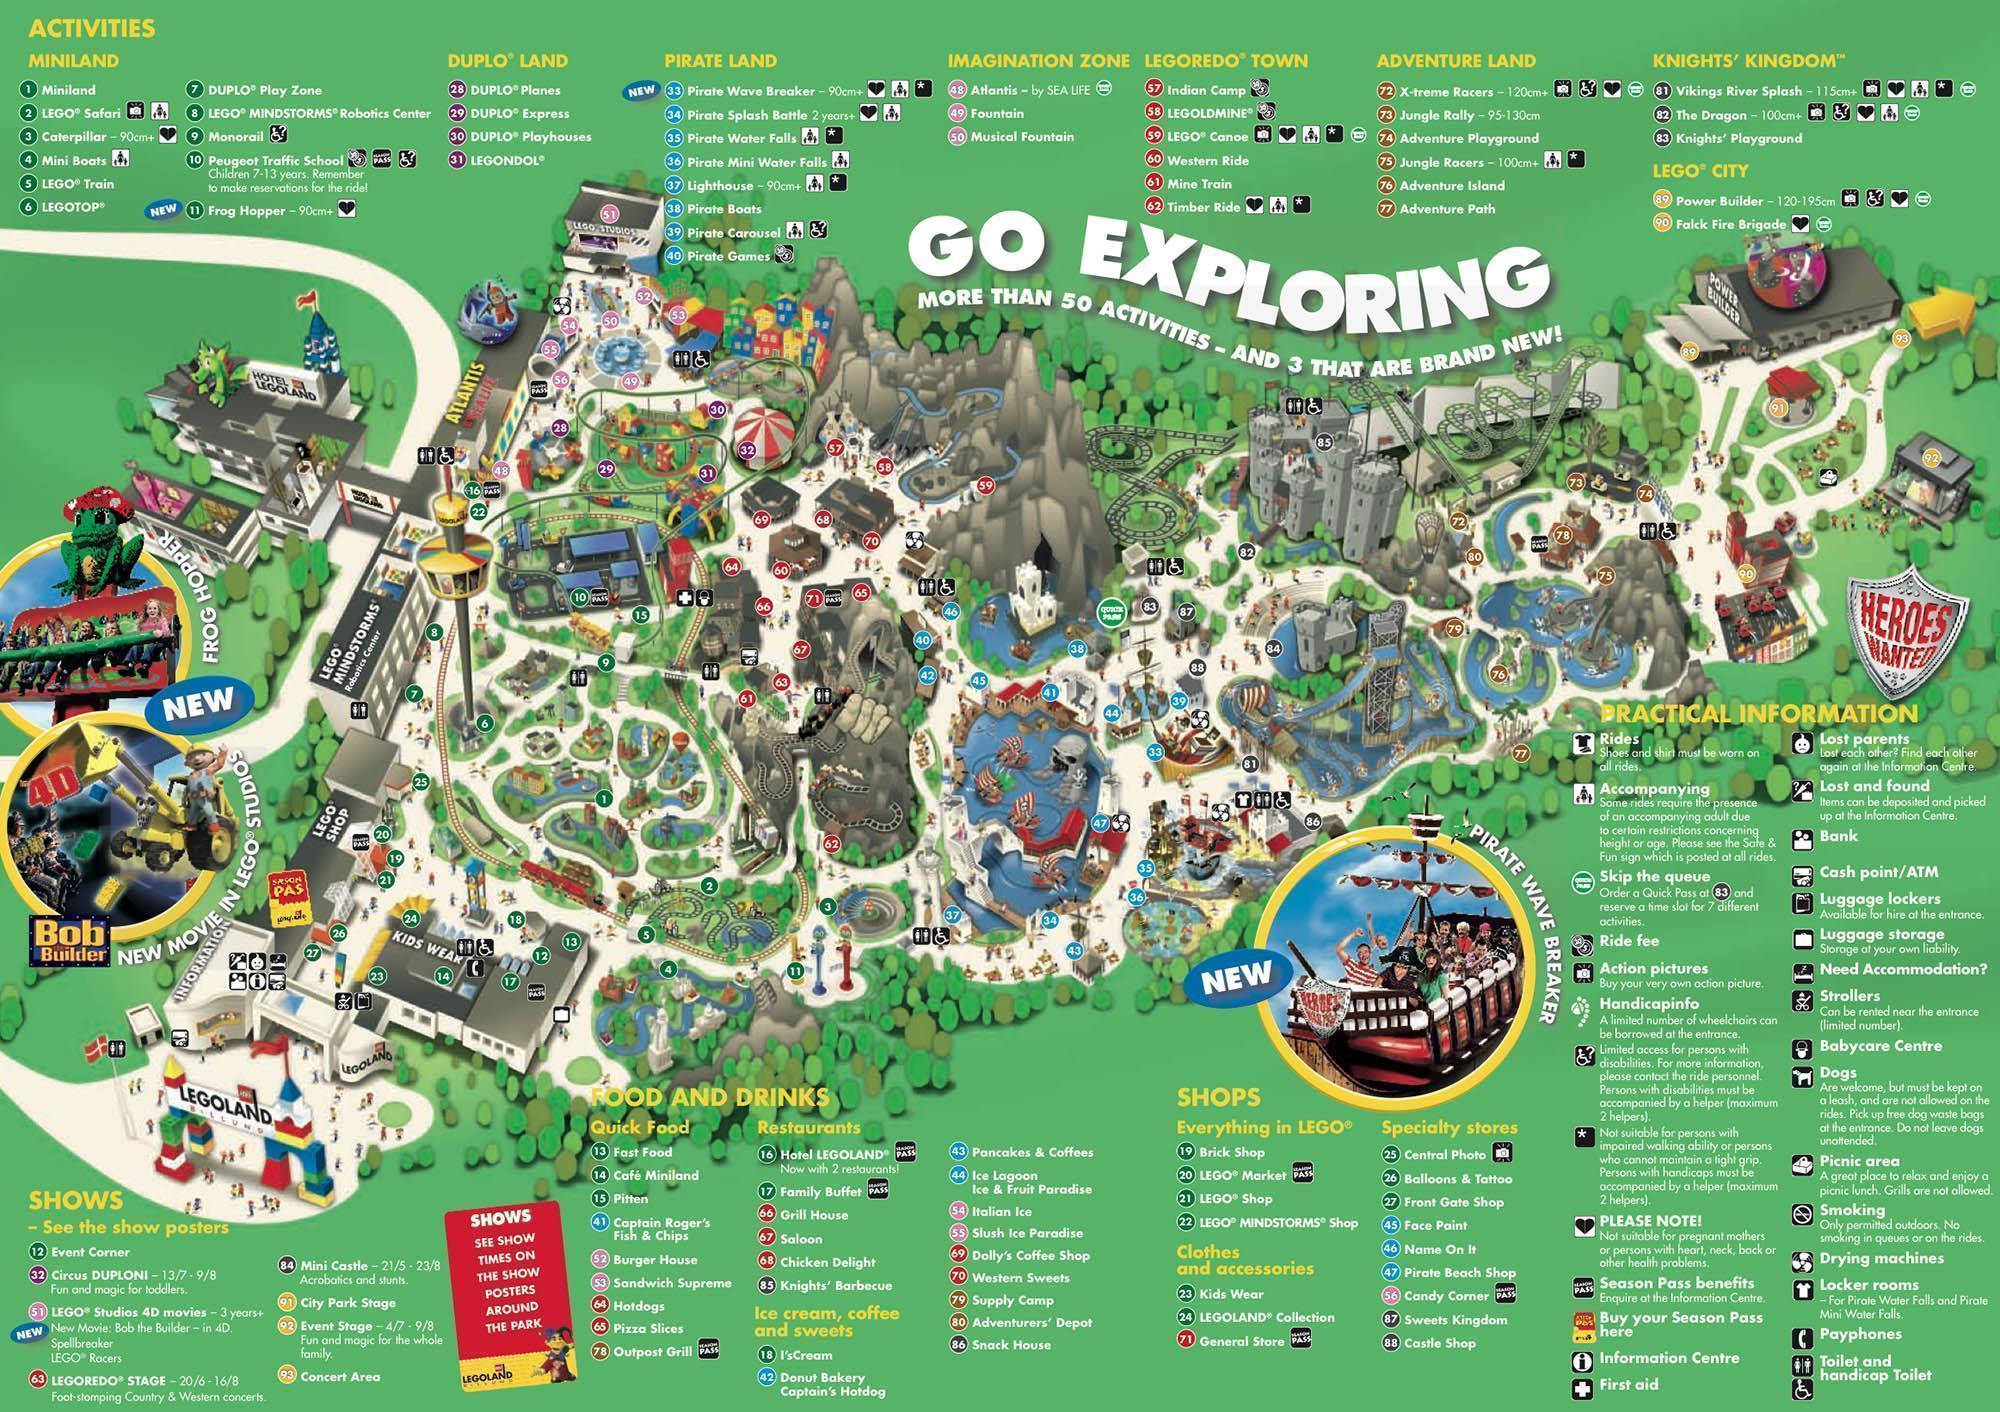 ACTIVITIES
MINILAND
1 Miniland
2 LEGO® Safari
3 Caterpillar – 90cm+
4 Mini Boats
5 LEGO® Train
6 LEGOTOP®
7 DUPLO® Play Zone
8 LEGO® MINDSTORMS® Robotics Center
9 Monorail
10 Peugeot Traffic School
Children 7-13 years. Remember
to make reservations for the ride!
NEW 11 Frog Hopper – 90cm+
DUPLO® LAND
28 DUPLO® Planes
29 DUPLO® Express
30 DUPLO® Playhouses
31 LEGONDOL®
PIRATE LAND
NEW 33 Pirate Wave Breaker – 90cm+
34 Pirate Splash Battle 2 years+
35 Pirate Water Falls
36 Pirate Mini Water Falls
37 Lighthouse – 90cm+
38 Pirate Boats
39 Pirate Carousel
40 Pirate Games
IMAGINATION ZONE
48 Atlantis – by SEA LIFE
49 Fountain
50 Musical Fountain
LEGOREDO® TOWN
57 Indian Camp
58 LEGOLDMINE®
59 LEGO® Canoe
60 Western Ride
61 Mine Train
62 Timber Ride
ADVENTURE LAND
72 X-treme Racers – 120cm+
73 Jungle Rally – 95-130cm
74 Adventure Playground
75 Jungle Racers – 100cm+
76 Adventure Island
77 Adventure Path
KNIGHTS' KINGDOM™
81 Vikings River Splash – 115cm+
82 The Dragon – 100cm+
83 Knights' Playground
LEGO® CITY
89 Power Builder – 120-195cm
90 Falck Fire Brigade
GO EXPLORING
MORE THAN 50 ACTIVITIES – AND 3 THAT ARE BRAND NEW!
LEGO STUDIOS
POWER BUILDER
HOTEL LEGOLAND
ATLANTIS
FROG HOPPER
NEW
LEGO® MINDSTORMS®
Robotics Center
LEGO® SHOP
4D
NEW MOVIE IN LEGO® STUDIOS
Bob the Builder
INFORMATION
KIDS WEAR
LEGOLAND
LEGOLAND
BILLUND
QUICK PASS
HEROES WANTED
NEW
PIRATE WAVE BREAKER
HEROES WANTED
SHOWS
– See the show posters
12 Event Corner
32 Circus DUPLONI – 13/7 - 9/8
Fun and magic for toddlers.
51 LEGO® Studios 4D movies – 3 years+
NEW New Movie: Bob the Builder – in 4D.
Spellbreaker
LEGO® Racers
63 LEGOREDO® STAGE – 20/6 - 16/8
Foot-stomping Country & Western concerts.
84 Mini Castle – 21/5 - 23/8
Acrobatics and stunts.
91 City Park Stage
92 Event Stage – 4/7 - 9/8
Fun and magic for the whole
family.
93 Concert Area
SHOWS
SEE SHOW
TIMES ON
THE SHOW
POSTERS
AROUND
THE PARK
LEGOLAND
FOOD AND DRINKS
Quick Food
13 Fast Food
14 Café Miniland
15 Pitten
41 Captain Roger's
Fish & Chips
52 Burger House
53 Sandwich Supreme
64 Hotdogs
65 Pizza Slices
78 Outpost Grill
Restaurants
16 Hotel LEGOLAND®
Now with 2 restaurants!
17 Family Buffet
66 Grill House
67 Saloon
68 Chicken Delight
85 Knights' Barbecue
Ice cream, coffee
and sweets
18 I'sCream
42 Donut Bakery
Captain's Hotdog
43 Pancakes & Coffees
44 Ice Lagoon
Ice & Fruit Paradise
54 Italian Ice
55 Slush Ice Paradise
69 Dolly's Coffee Shop
70 Western Sweets
79 Supply Camp
80 Adventurers' Depot
86 Snack House
SHOPS
Everything in LEGO®
19 Brick Shop
20 LEGO® Market
21 LEGO® Shop
22 LEGO® MINDSTORMS® Shop
Clothes
and accessories
23 Kids Wear
24 LEGOLAND® Collection
71 General Store
Specialty stores
25 Central Photo
26 Balloons & Tattoo
27 Front Gate Shop
45 Face Paint
46 Name On It
47 Pirate Beach Shop
56 Candy Corner
87 Sweets Kingdom
88 Castle Shop
PRACTICAL INFORMATION
Rides
Shoes and shirt must be worn on
all rides.
Accompanying
Some rides require the presence
of an accompanying adult due
to certain restrictions concerning
height or age. Please see the Safe &
Fun sign which is posted at all rides.
Skip the queue
Order a Quick Pass at 83 and
reserve a time slot for 7 different
activities.
Ride fee
Action pictures
Buy your very own action picture.
Handicapinfo
A limited number of wheelchairs can
be borrowed at the entrance.
Limited access for persons with
disabilities. For more information,
please contact the ride personnel.
Persons with disabilities must be
accompanied by a helper (maximum
2 helpers).
Not suitable for persons with
impaired walking ability or persons
who cannot maintain a tight grip.
Persons with handicaps must be
accompanied by a helper (maximum
2 helpers).
PLEASE NOTE!
Not suitable for pregnant mothers
or persons with heart, neck, back or
other health problems.
Season Pass benefits
Enquire at the Information Centre.
Buy your Season Pass
here
Information Centre
First aid
Lost parents
Lost each other? Find each other
again at the Information Centre.
Lost and found
Items can be deposited and picked
up at the Information Centre.
Bank
Cash point/ATM
Luggage lockers
Available for hire at the entrance.
Luggage storage
Storage at your own liability.
Need Accommodation?
Strollers
Can be rented near the entrance
(limited number).
Babycare Centre
Dogs
Are welcome, but must be kept on
a leash, and are not allowed on the
rides. Pick up free dog waste bags
at the entrance. Do not leave dogs
unattended.
Picnic area
A great place to relax and enjoy a
picnic lunch. Grills are not allowed.
Smoking
Only permitted outdoors. No
smoking in queues or on the rides.
Drying machines
Locker rooms
– For Pirate Water Falls and Pirate
Mini Water Falls.
Payphones
Toilet and
handicap Toilet